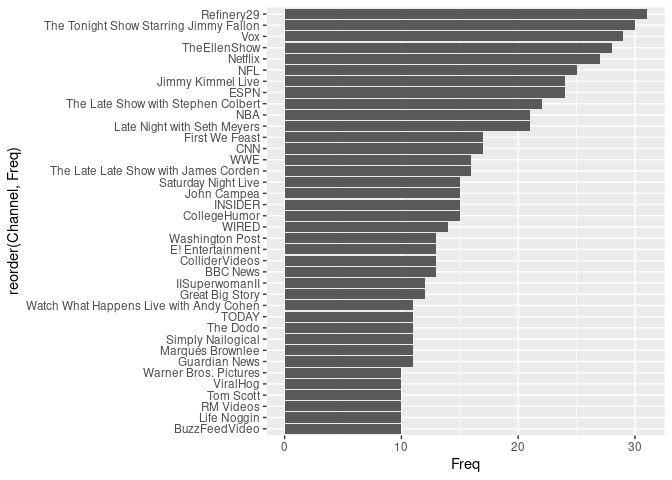 Refinery29
The Tonight Show Starring Jimmy Fallon
Vox
TheEllenShow
Netflix
NFL
Jimmy Kimmel Live
ESPN
The Late Show with Stephen Colbert
NBA
Late Night with Seth Meyers
First We Feast
CNN
WWE
The Late Late Show with James Corden
Saturday Night Live
John Campea
INSIDER
CollegeHumor
WIRED
Washington Post
E! Entertainment
ColliderVideos
BBC News
IISuperwomanII
Great Big Story
Watch What Happens Live with Andy Cohen
TODAY
The Dodo
Simply Nailogical
Marques Brownlee
Guardian News
Warner Bros. Pictures
ViralHog
Tom Scott
RM Videos
Life Noggin
BuzzFeedVideo
reorder(Channel, Freq)
0 10 20 30
Freq